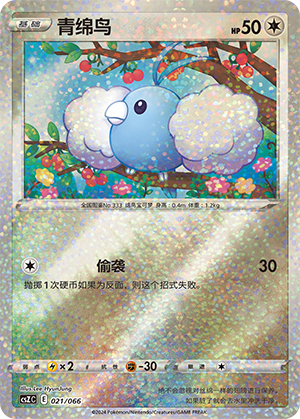 基础 青绵鸟 HP50
全国图鉴No 333 绵鸟宝可梦 身高：0.4m 体重：1.2kg
偷袭 30
抛掷1次硬币如果为反面，则这个招式失败。
Illus. Lee HyunJung
弱点 ×2 抵抗力 -30 撤退
csZC E 021/066
©2024 Pokémon/Nintendo/Creatures/GAME FREAK